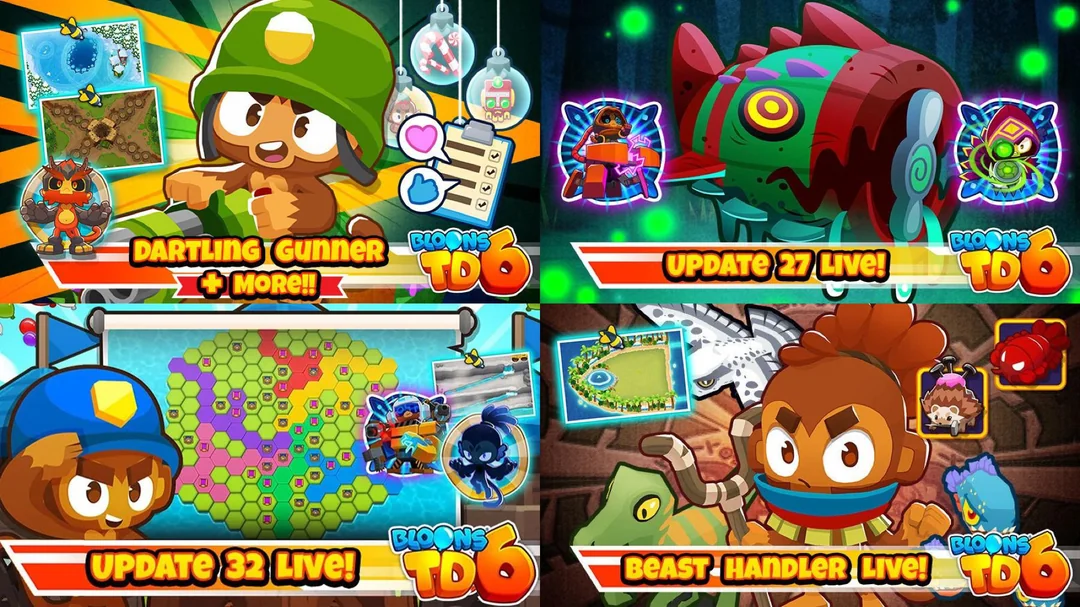 DARTLING GUNNER
+ MORE!!
BLOONS
TD6
UPDATE 27 LIVE!
BLOONS
TD6
UPDATE 32 LIVE!
BLOONS
TD6
BEAST HANDLER LIVE!
BLOONS
TD6